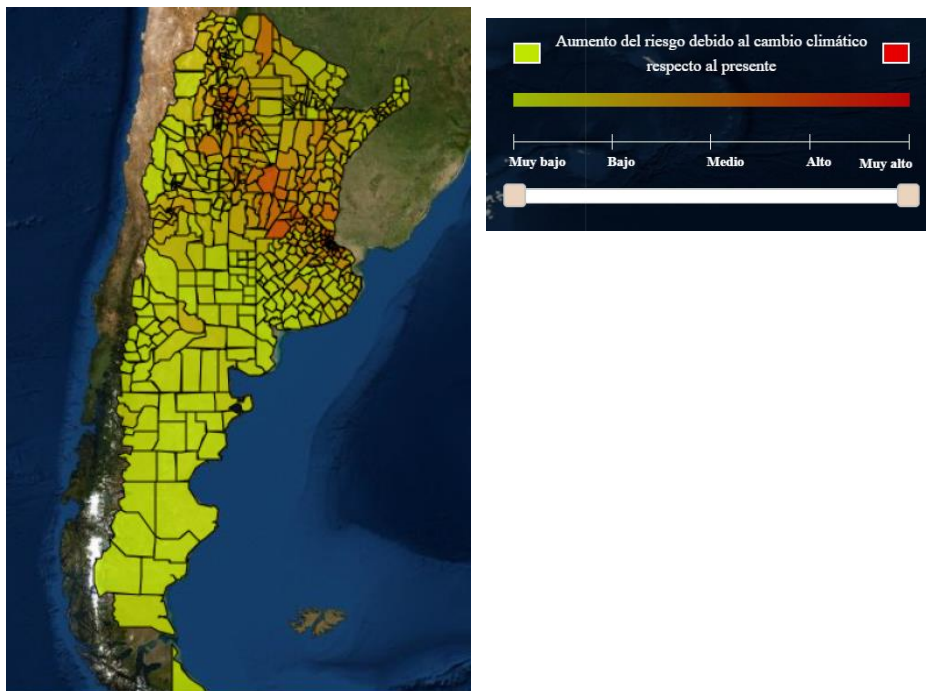 Aumento del riesgo debido al cambio climático
respecto al presente
Muy bajo Bajo Medio Alto Muy alto